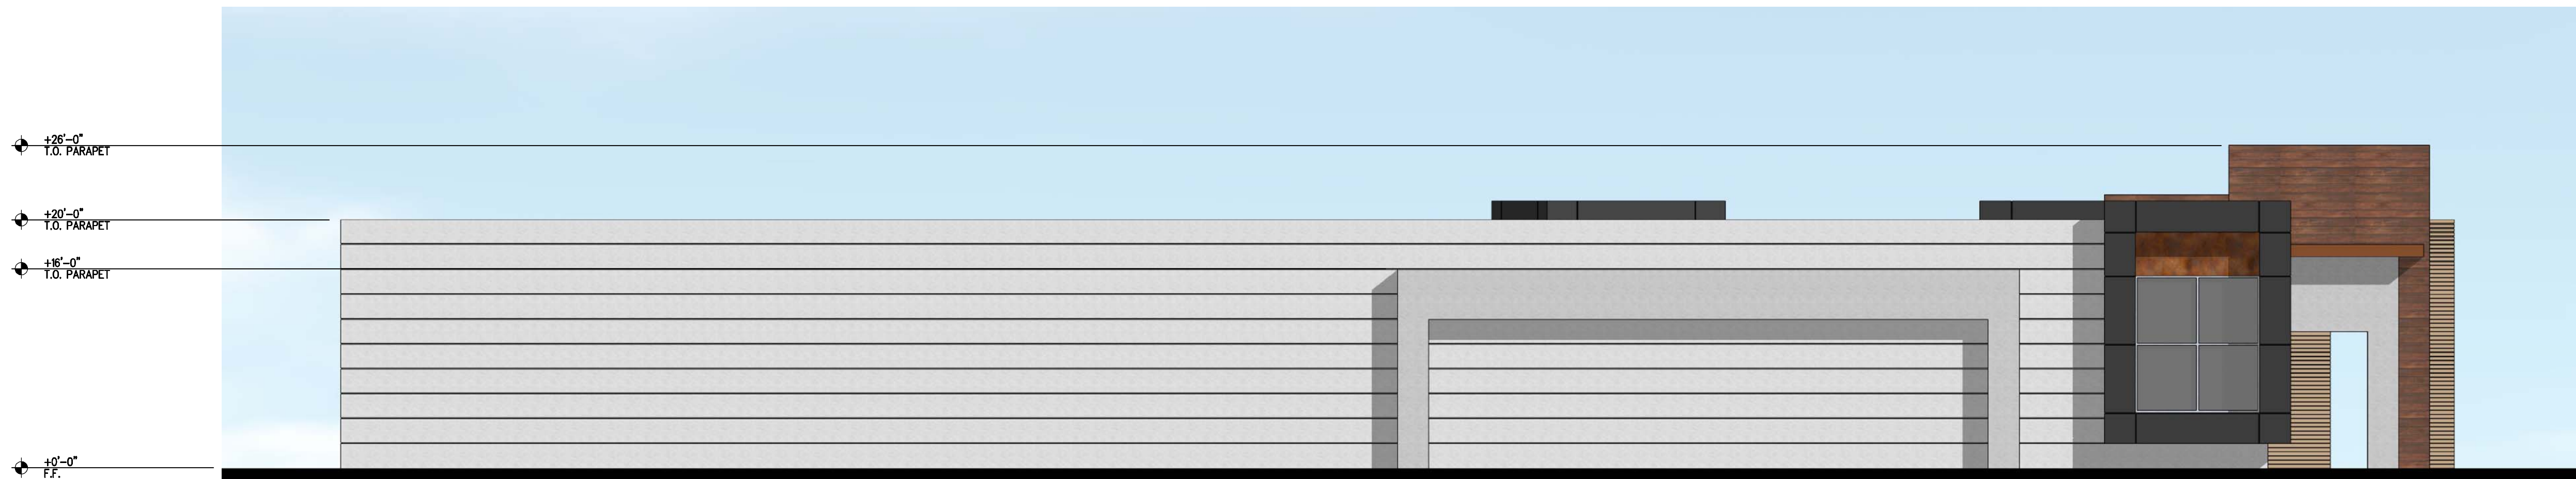 +26'-0"
T.O. PARAPET
+20'-0"
T.O. PARAPET
+16'-0"
T.O. PARAPET
+0'-0"
F.F.